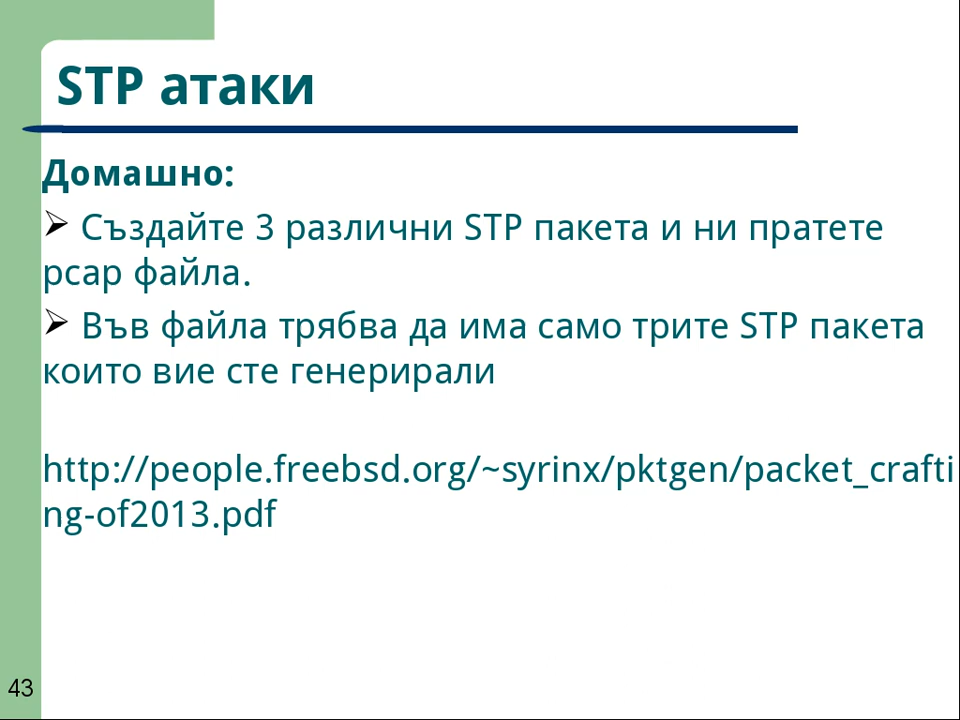 STP атаки
Домашно:
➢ Създайте 3 различни STP пакета и ни пратете
pcap файла.
➢ Във файла трябва да има само трите STP пакета
които вие сте генерирали
http://people.freebsd.org/~syrinx/pktgen/packet_crafti
ng-of2013.pdf
43